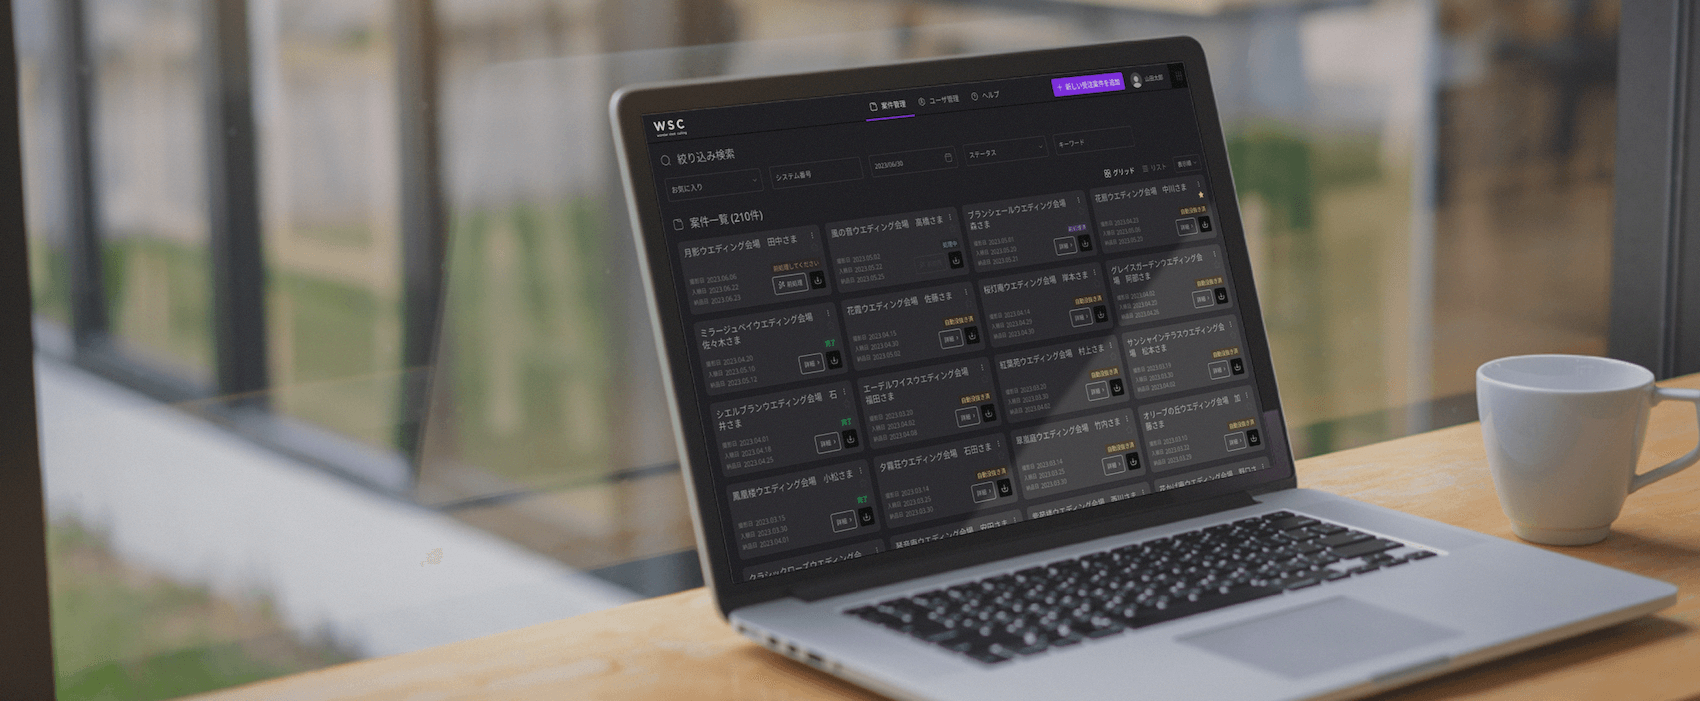 WSC
案件管理
ユーザ管理
ヘルプ
+ 新しい受注案件を追加
山田太郎
絞り込み検索
お気に入り
システム番号
2023/06/30
ステータス
キーワード
グリッド
リスト
表示順
案件一覧 (210件)
月影ウエディング会場 田中さま
前処理してください
撮影日 2023.06.06
入稿日 2023.06.22
納品日 2023.06.23
前処理
風の音ウエディング会場 高橋さま
処理中
撮影日 2023.05.02
入稿日 2023.05.22
納品日 2023.05.25
ブランシェールウエディング会場
森さま
撮影日 2023.05.01
入稿日 2023.05.20
納品日 2023.05.21
詳細
花扇ウエディング会場 中川さま
自動没抜き済
撮影日 2023.04.23
入稿日 2023.05.05
納品日 2023.05.25
詳細
ミラージュベイウエディング会場
佐々木さま
完了
撮影日 2023.04.20
入稿日 2023.05.10
納品日 2023.05.12
詳細
花霞ウエディング会場 佐藤さま
自動没抜き済
撮影日 2023.04.15
入稿日 2023.04.30
納品日 2023.05.02
詳細
桜灯庵ウエディング会場 岸本さま
自動没抜き済
撮影日 2023.04.14
入稿日 2023.04.29
納品日 2023.04.30
詳細
グレイスガーデンウエディング会
場 阿部さま
自動没抜き済
撮影日 2023.04.02
入稿日 2023.04.20
納品日 2023.04.26
詳細
シエルブランウエディング会場 石
井さま
完了
撮影日 2023.04.01
入稿日 2023.04.18
納品日 2023.04.25
詳細
エーデルワイスウエディング会場
福田さま
自動没抜き済
撮影日 2023.03.20
入稿日 2023.04.02
納品日 2023.04.08
詳細
紅葉苑ウエディング会場 村上さま
自動没抜き済
撮影日 2023.03.25
入稿日 2023.03.30
納品日 2023.04.02
詳細
サンシャインテラスウエディング会
場 松本さま
自動没抜き済
撮影日 2023.03.19
入稿日 2023.03.30
納品日 2023.04.02
詳細
鳳凰楼ウエディング会場 小松さま
完了
撮影日 2023.03.15
入稿日 2023.03.30
納品日 2023.04.01
詳細
夕霧荘ウエディング会場 石田さま
自動没抜き済
撮影日 2023.03.14
入稿日 2023.03.25
納品日 2023.03.30
詳細
翠嵐庭ウエディング会場 竹内さま
自動没抜き済
撮影日 2023.03.14
入稿日 2023.03.25
納品日 2023.03.30
詳細
オリーブの丘ウエディング会場 加
藤さま
自動没抜き済
撮影日 2023.03.10
入稿日 2023.03.22
納品日 2023.03.25
詳細
クラシックローブウエディング会